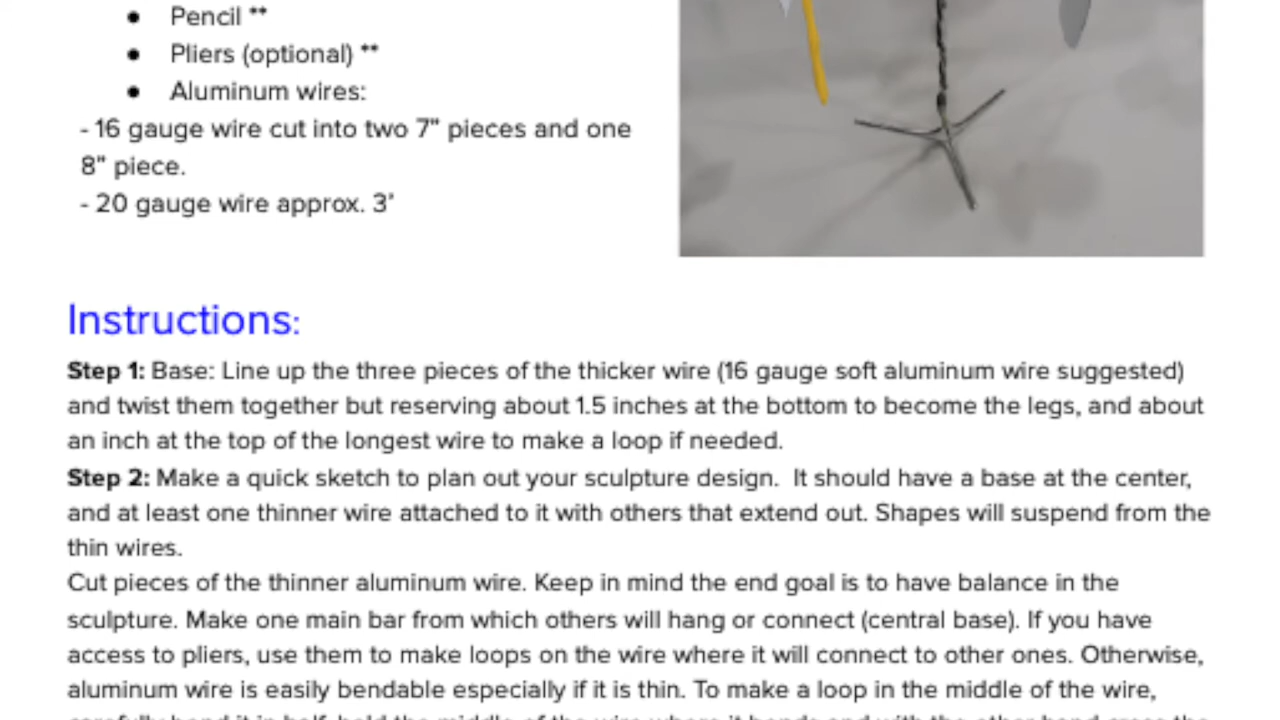 ● Pencil **
● Pliers (optional) **
● Aluminum wires:
- 16 gauge wire cut into two 7" pieces and one
8" piece.
- 20 gauge wire approx. 3'
Instructions:
Step 1: Base: Line up the three pieces of the thicker wire (16 gauge soft aluminum wire suggested)
and twist them together but reserving about 1.5 inches at the bottom to become the legs, and about
an inch at the top of the longest wire to make a loop if needed.
Step 2: Make a quick sketch to plan out your sculpture design.  It should have a base at the center,
and at least one thinner wire attached to it with others that extend out. Shapes will suspend from the
thin wires.
Cut pieces of the thinner aluminum wire. Keep in mind the end goal is to have balance in the
sculpture. Make one main bar from which others will hang or connect (central base). If you have
access to pliers, use them to make loops on the wire where it will connect to other ones. Otherwise,
aluminum wire is easily bendable especially if it is thin. To make a loop in the middle of the wire,